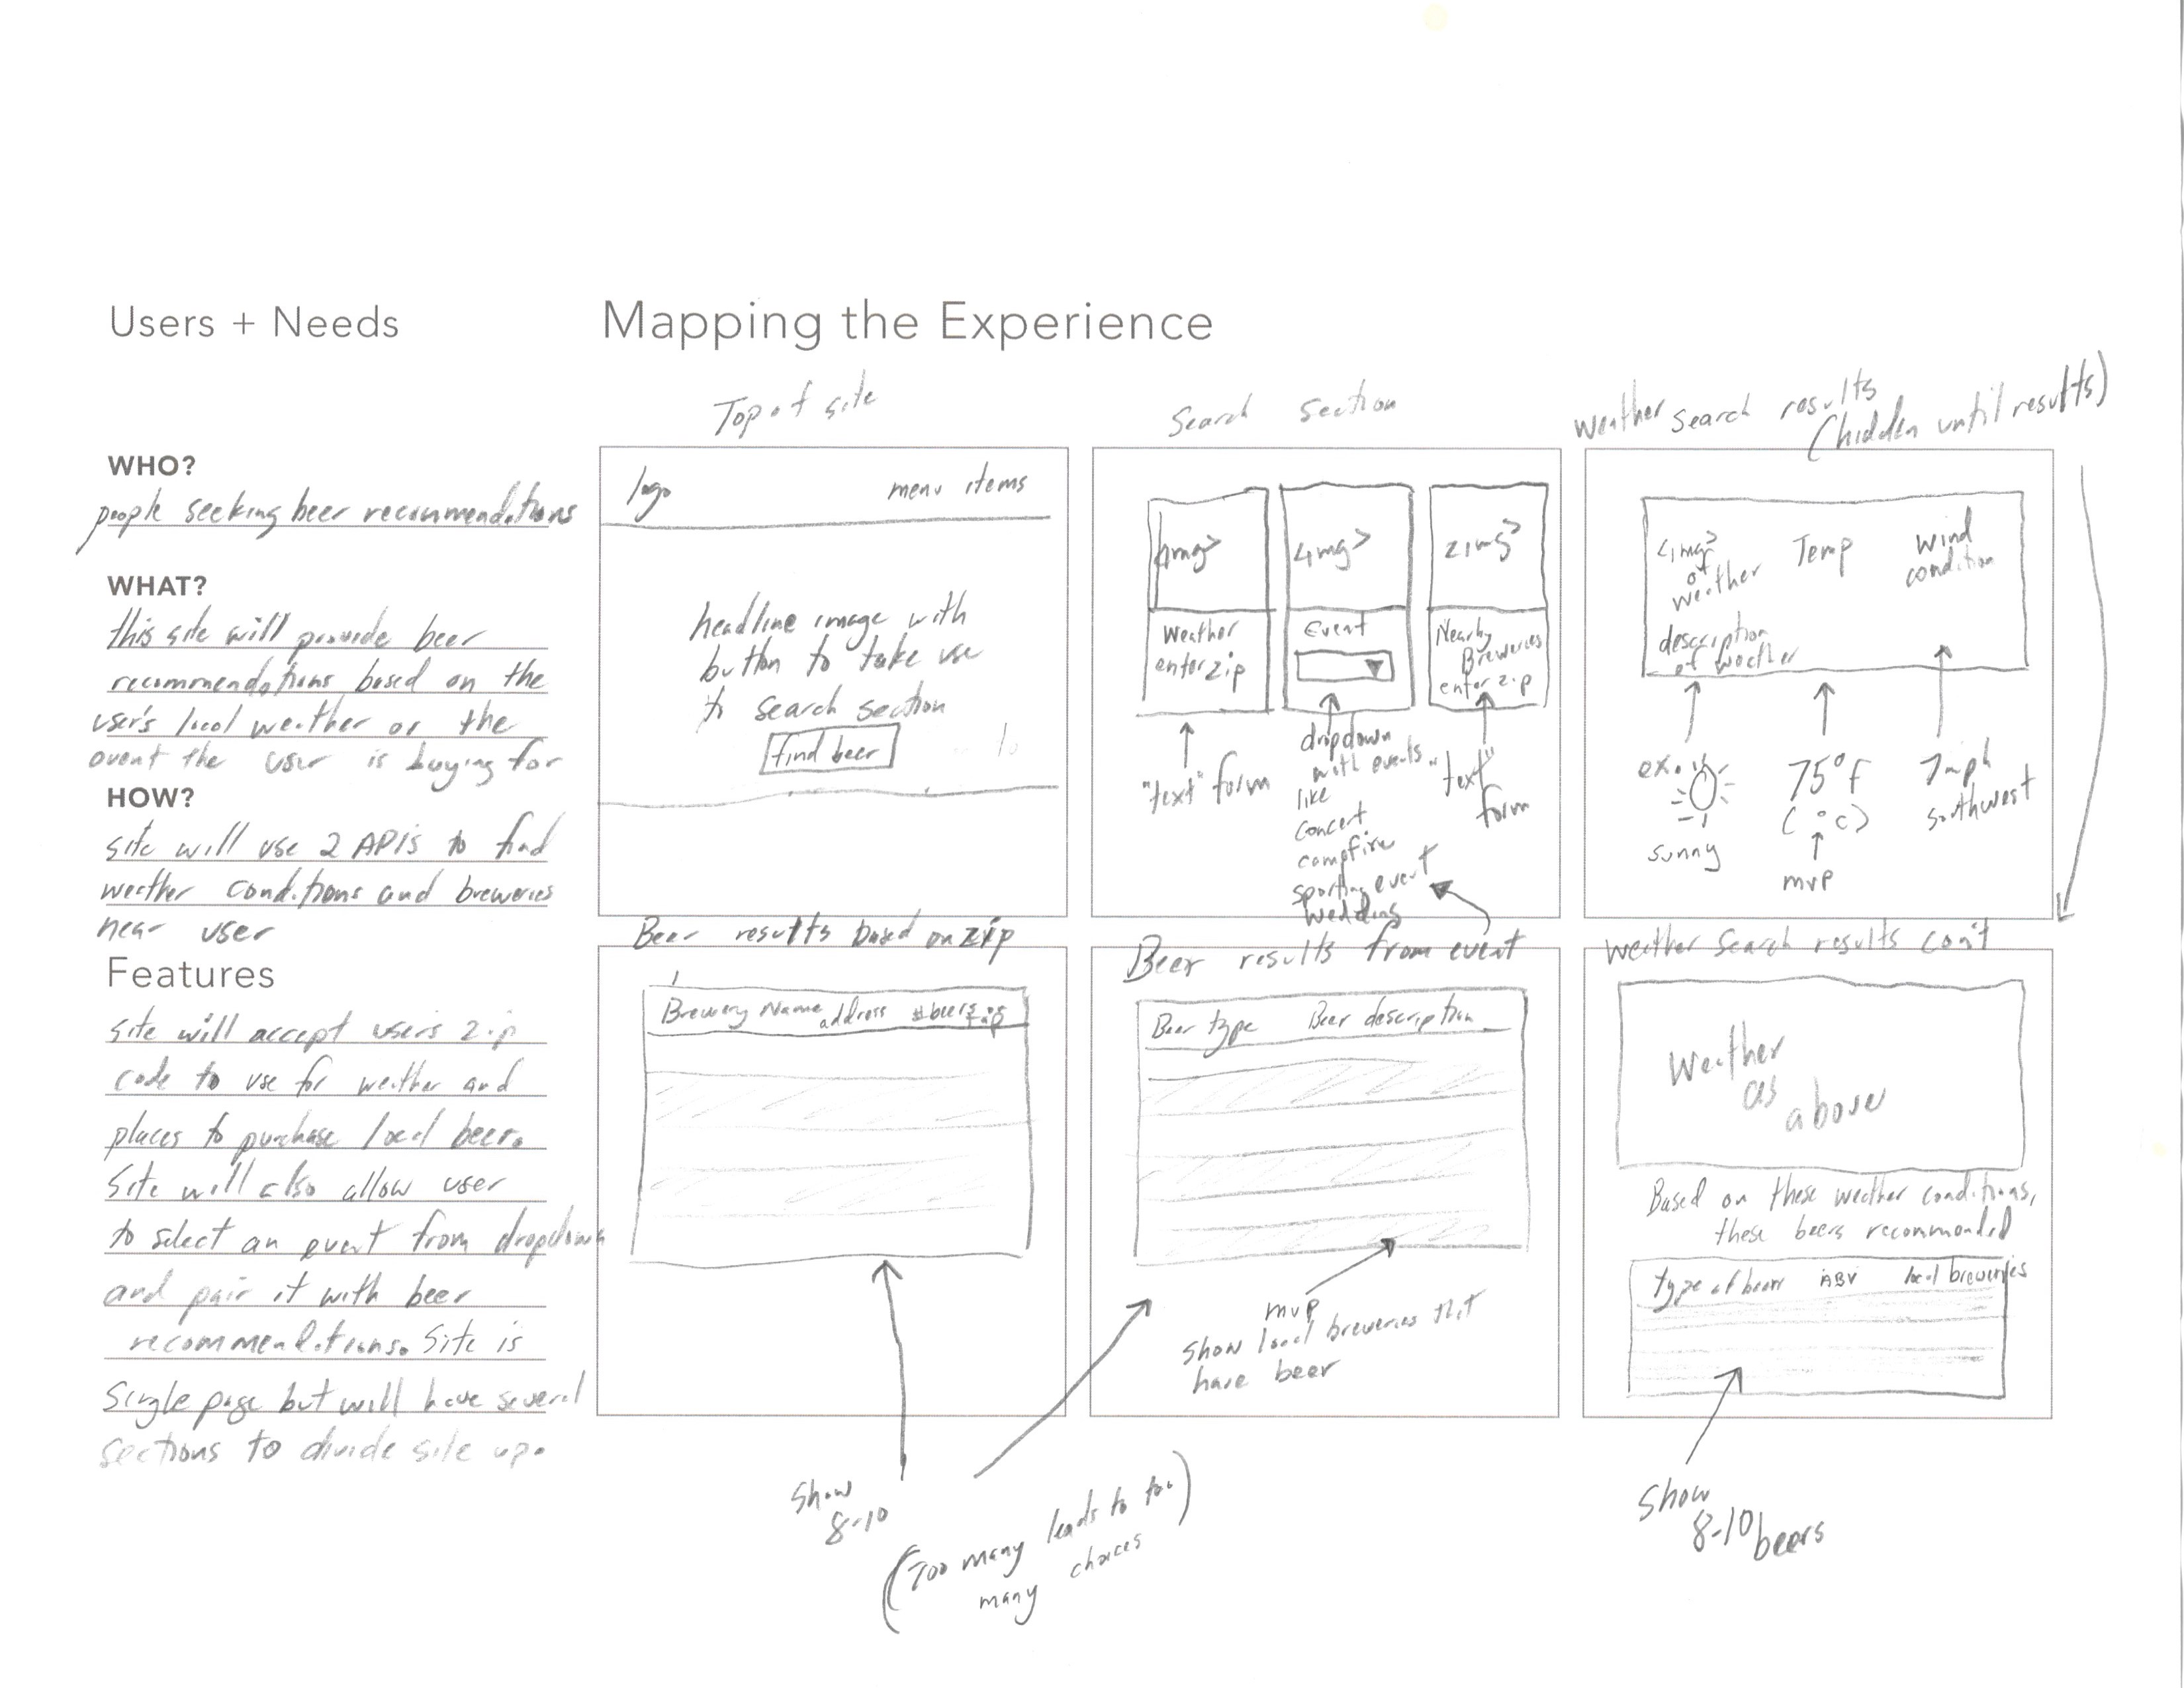 Users + Needs
WHO?
people seeking beer recommendations
WHAT?
this site will provide beer
recommendations based on the
user's local weather or the
event the user is buying for
HOW?
site will use 2 APIs to find
weather conditions and breweries
near user
Features
Site will accept users zip
code to use for weather and
places to purchase local beer.
Site will also allow user
to select an event from dropdown
and pair it with beer
recommendations. Site is
Single page but will have several
sections to divide site up.
Mapping the Experience
Top of site
logo
menu items
headline image with
button to take use
to search section
find beer
Search section
<img>
Weather
enter zip
"text" form
<img>
Event
dropdown
with events
like
concert
campfire
sporting event
wedding
<img>
Nearby
Breweries
enter zip
"text"
form
Weather search results
(hidden until results)
<img>
of
weather
description
of weather
Temp
Wind
condition
ex.
sunny
75°F
(°C)
mvp
7mph
southwest
Beer results based on zip
Brewery Name address #beers
Show
8-10
(Too many leads to too
many choices)
Beer results from event
Beer type Beer description
mvp
show local breweries that
have beer
Weather Search results con't
Weather
as
above
Based on these weather conditions,
these beers recommended
type of beer ABV local breweries
Show
8-10 beers